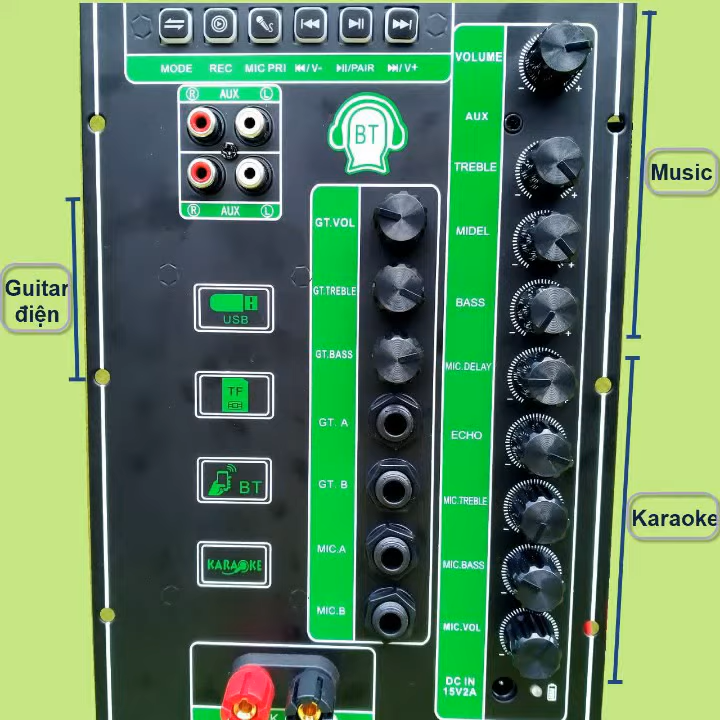 MODE REC MIC PRI ⏮/V- ⏯/PAIR ⏭/V+
R AUX L
R AUX L
BT
USB
TF
BT
KARAOKE
GT.VOL
GT.TREBLE
GT.BASS
GT. A
GT. B
MIC.A
MIC.B
VOLUME
- +
AUX
TREBLE
- +
MIDEL
- +
BASS
- +
MIC.DELAY
ECHO
MIC.TREBLE
MIC.BASS
MIC.VOL
DC IN
15V2A
Guitar
điện
Music
Karaoke